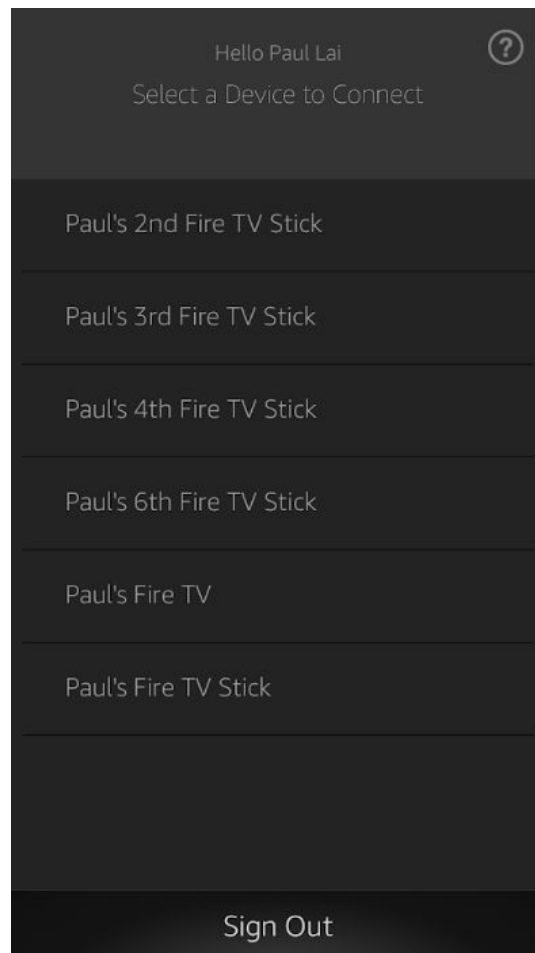 Hello Paul Lai
?
Select a Device to Connect
Paul's 2nd Fire TV Stick
Paul's 3rd Fire TV Stick
Paul's 4th Fire TV Stick
Paul's 6th Fire TV Stick
Paul's Fire TV
Paul's Fire TV Stick
Sign Out